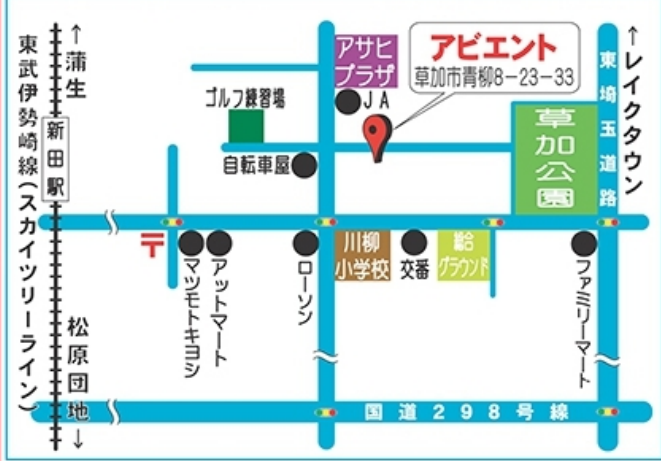 東武伊勢崎線(スカイツリーライン)
↑蒲生
新田駅
松原団地↓
アサヒ
プラザ
JA
アビエント
草加市青柳8-23-33
ゴルフ練習場
自転車屋
草加公園
東埼玉道路
↑レイクタウン
〒
マツモトキヨシ
アットマート
ローソン
川柳
小学校
交番
総合
グラウンド
ファミリーマート
国道298号線